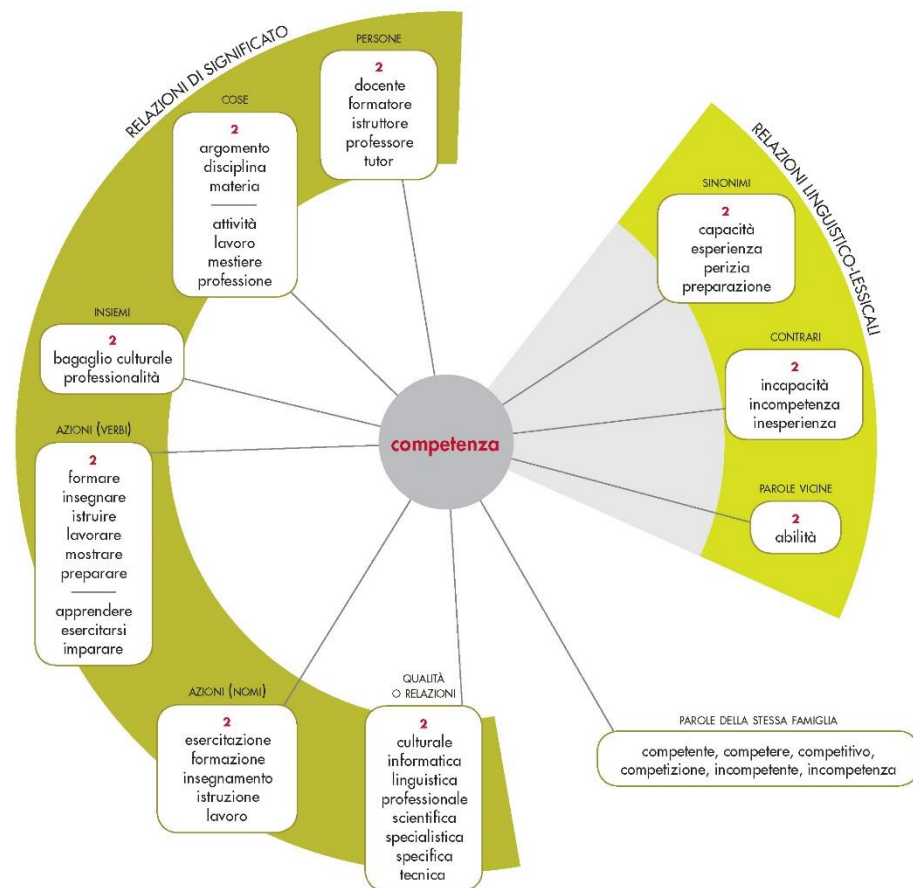 RELAZIONI DI SIGNIFICATO
PERSONE
2
docente
formatore
istruttore
professore
tutor
COSE
2
argomento
disciplina
materia
attività
lavoro
mestiere
professione
INSIEMI
2
bagaglio culturale
professionalità
AZIONI (VERBI)
2
formare
insegnare
istruire
lavorare
mostrare
preparare
apprendere
esercitarsi
imparare
AZIONI (NOMI)
2
esercitazione
formazione
insegnamento
istruzione
lavoro
QUALITÀ
O RELAZIONI
2
culturale
informatica
linguistica
professionale
scientifica
specialistica
specifica
tecnica
competenza
RELAZIONI LINGUISTICO-LESSICALI
SINONIMI
2
capacità
esperienza
perizia
preparazione
CONTRARI
2
incapacità
incompetenza
inesperienza
PAROLE VICINE
2
abilità
PAROLE DELLA STESSA FAMIGLIA
competente, competere, competitivo,
competizione, incompetente, incompetenza